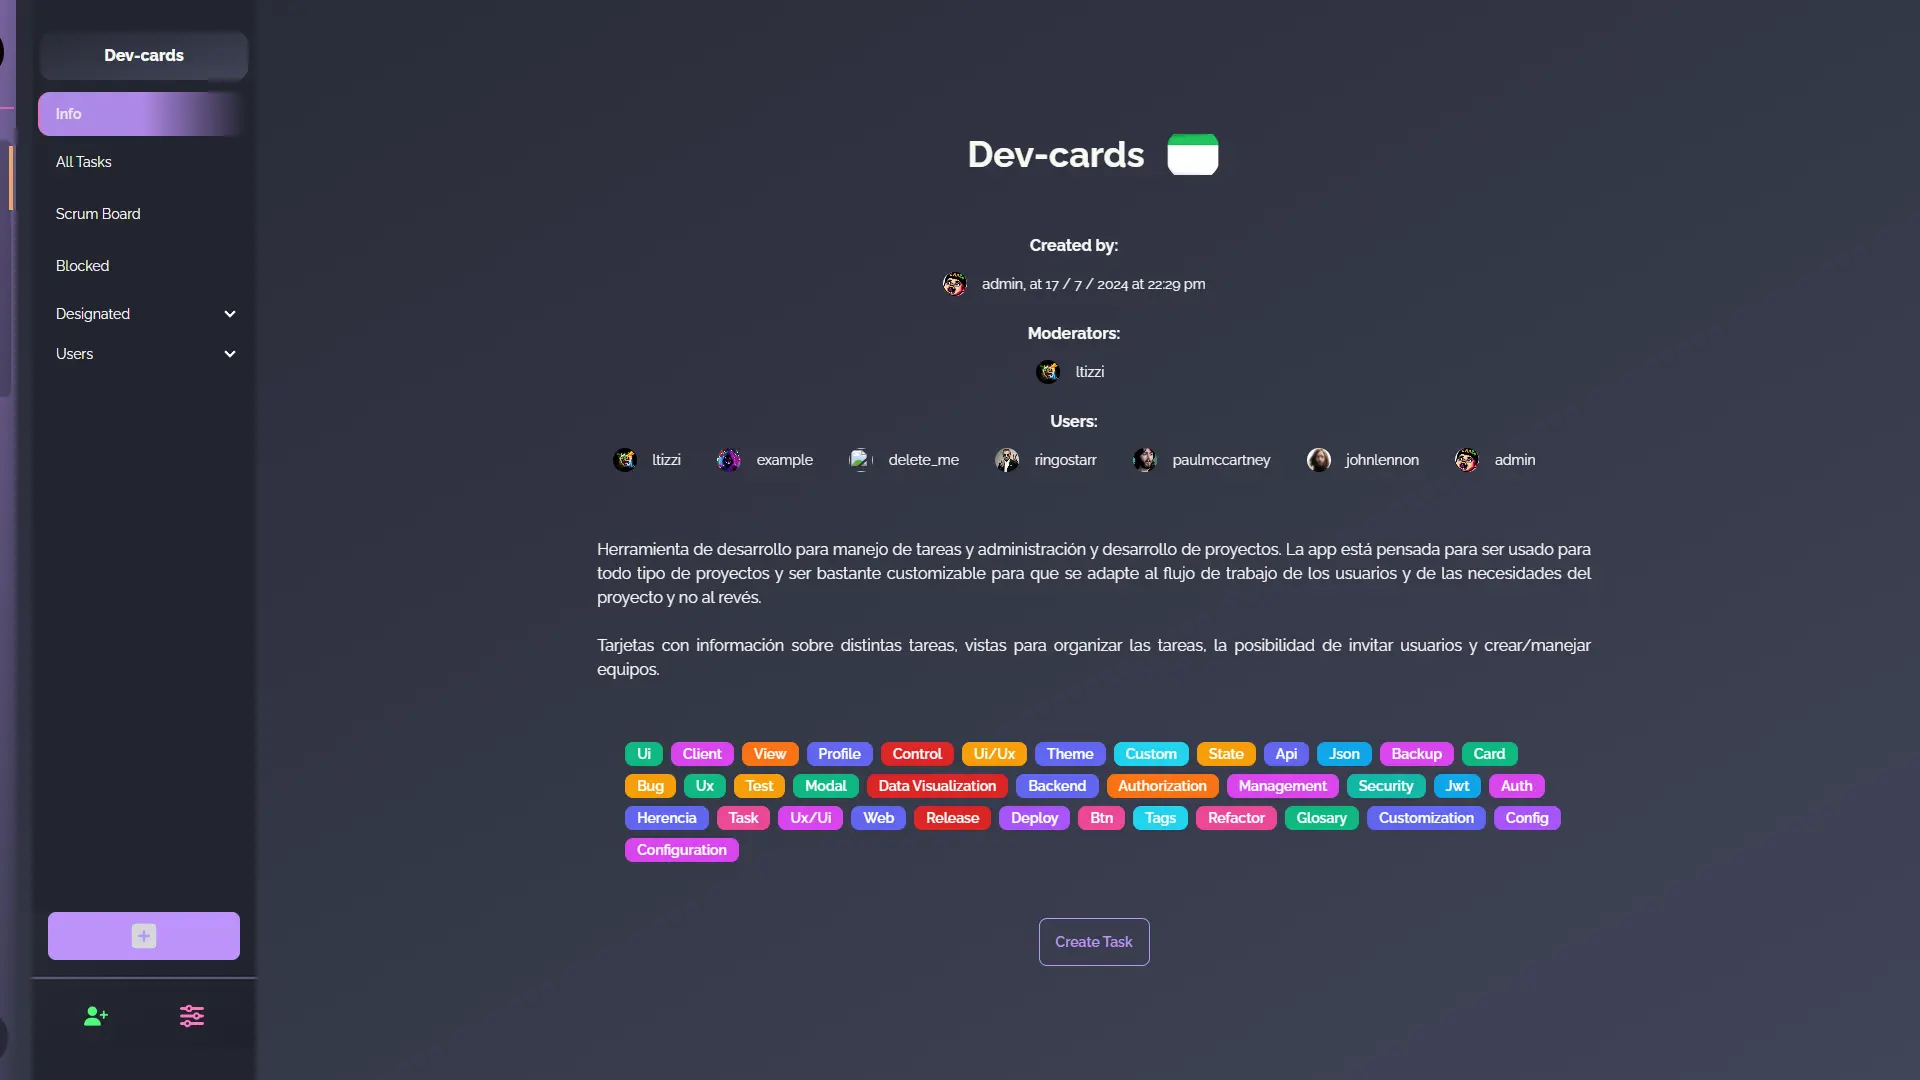 Dev-cards
Info
All Tasks
Scrum Board
Blocked
Designated
Users
Dev-cards
Created by:
admin, at 17 / 7 / 2024 at 22:29 pm
Moderators:
ltizzi
Users:
ltizzi example delete_me ringostarr paulmccartney johnlennon admin
Herramienta de desarrollo para manejo de tareas y administración y desarrollo de proyectos. La app está pensada para ser usado para
todo tipo de proyectos y ser bastante customizable para que se adapte al flujo de trabajo de los usuarios y de las necesidades del
proyecto y no al revés.
Tarjetas con información sobre distintas tareas, vistas para organizar las tareas, la posibilidad de invitar usuarios y crear/manejar
equipos.
Ui Client View Profile Control Ui/Ux Theme Custom State Api Json Backup Card
Bug Ux Test Modal Data Visualization Backend Authorization Management Security Jwt Auth
Herencia Task Ux/Ui Web Release Deploy Btn Tags Refactor Glosary Customization Config
Configuration
Create Task